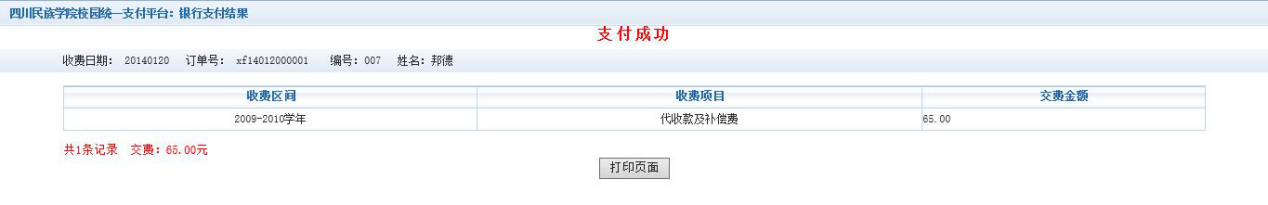 四川民族学院校园统一支付平台：银行支付结果
支付成功
收费日期： 20140120 订单号： xf14012000001 编号：007 姓名：邦德
收费区间 收费项目 交费金额
2009-2010学年 代收款及补偿费 65.00
共1条记录 交费：65.00元
打印页面